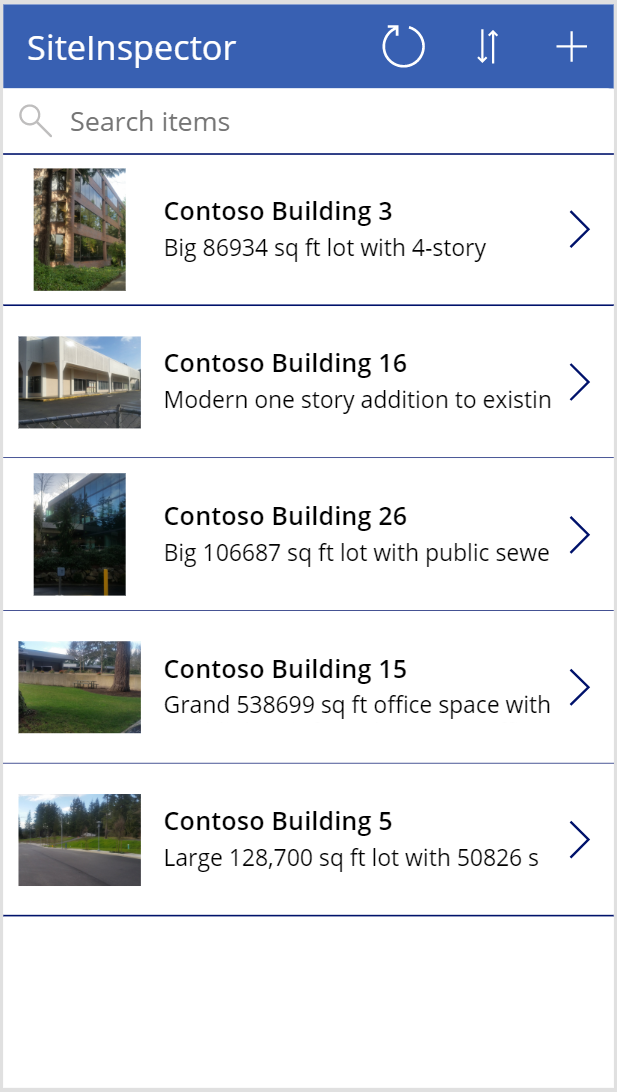 SiteInspector
Search items
Contoso Building 3
Big 86934 sq ft lot with 4-story
Contoso Building 16
Modern one story addition to existin
Contoso Building 26
Big 106687 sq ft lot with public sewe
Contoso Building 15
Grand 538699 sq ft office space with
Contoso Building 5
Large 128,700 sq ft lot with 50826 s